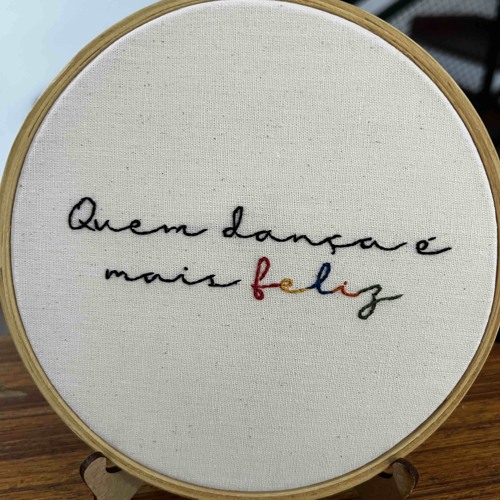 Quem dança é
mais feliz